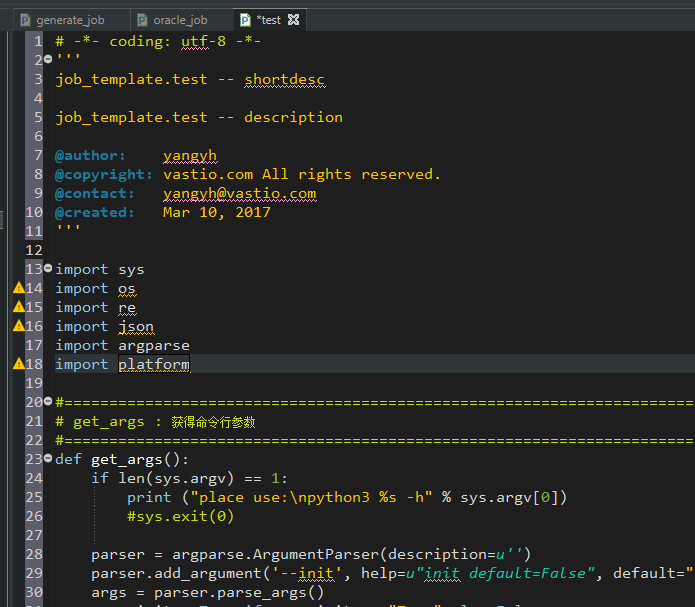 generate_job oracle_job *test
1 # -*- coding: utf-8 -*-
2 '''
3 job_template.test -- shortdesc
4
5 job_template.test -- description
6
7 @author: yangyh
8 @copyright: vastio.com All rights reserved.
9 @contact: yangyh@vastio.com
10 @created: Mar 10, 2017
11 '''
12
13 import sys
14 import os
15 import re
16 import json
17 import argparse
18 import platform
19
20 #======================================================================
21 # get_args : 获得命令行参数
22 #======================================================================
23 def get_args():
24 if len(sys.argv) == 1:
25 print ("place use:\npython3 %s -h" % sys.argv[0])
26 #sys.exit(0)
27
28 parser = argparse.ArgumentParser(description=u'')
29 parser.add_argument('--init', help=u"init default=False", default="
30 args = parser.parse_args()